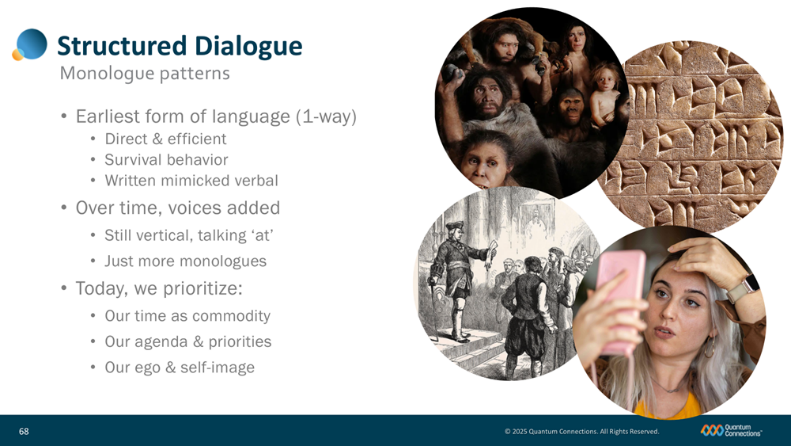 Structured Dialogue
Monologue patterns
• Earliest form of language (1-way)
• Direct & efficient
• Survival behavior
• Written mimicked verbal
• Over time, voices added
• Still vertical, talking ‘at’
• Just more monologues
• Today, we prioritize:
• Our time as commodity
• Our agenda & priorities
• Our ego & self-image
68
© 2025 Quantum Connections. All Rights Reserved.
Quantum
Connections™